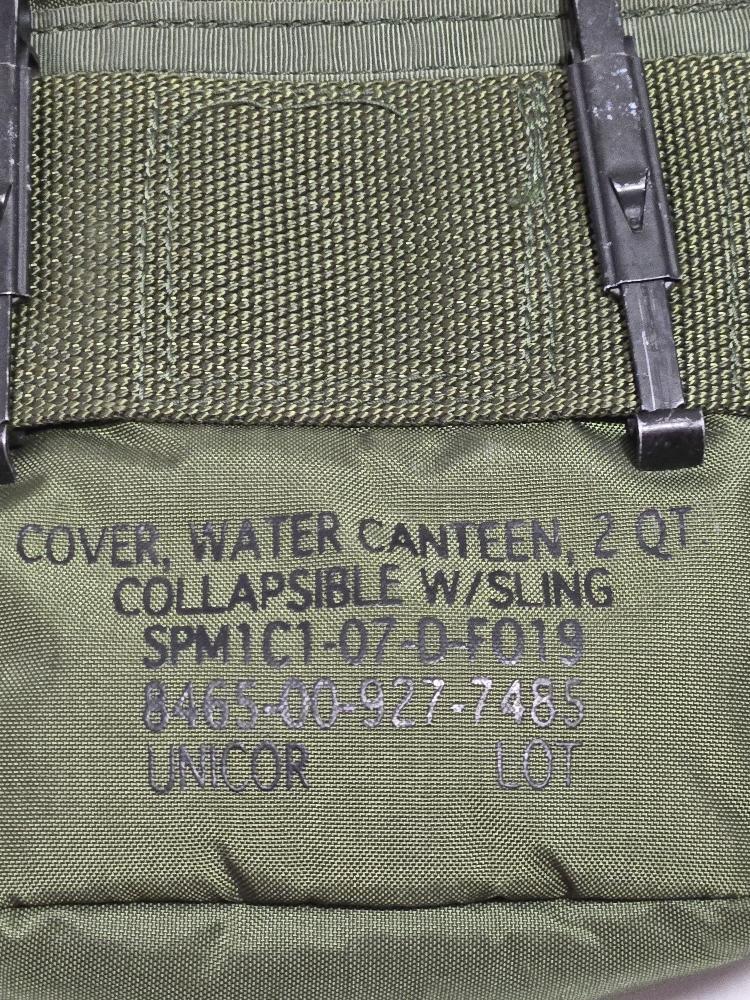 COVER, WATER CANTEEN, 2 QT.
COLLAPSIBLE W/SLING
SPM1C1-07-D-F019
8465-00-927-7485
UNICOR LOT